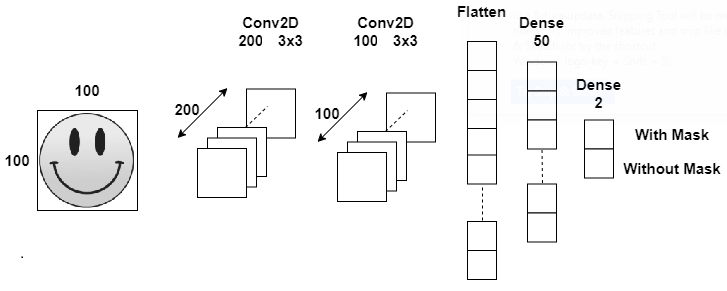 Conv2D
200 3x3
Conv2D
100 3x3
Flatten
Dense
50
Dense
2
100
100
200
100
With Mask
Without Mask